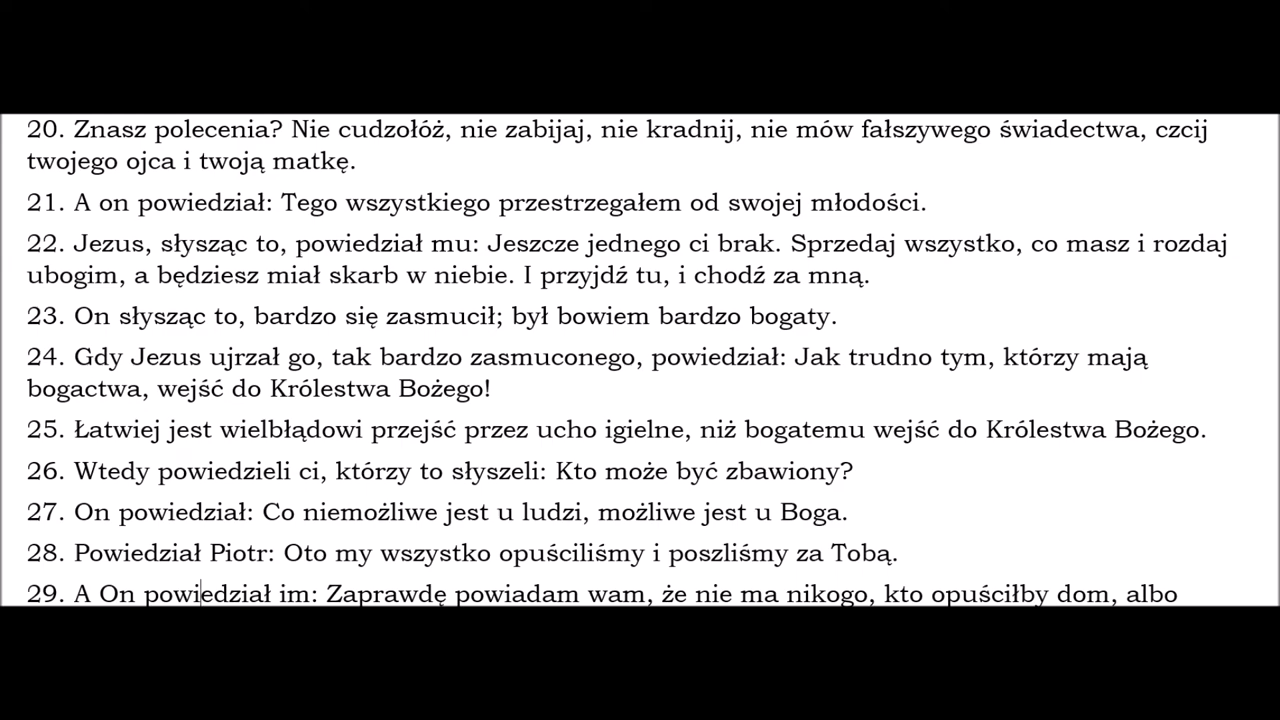 20. Znasz polecenia? Nie cudzołóż, nie zabijaj, nie kradnij, nie mów fałszywego świadectwa, czcij
twojego ojca i twoją matkę.
21. A on powiedział: Tego wszystkiego przestrzegałem od swojej młodości.
22. Jezus, słysząc to, powiedział mu: Jeszcze jednego ci brak. Sprzedaj wszystko, co masz i rozdaj
ubogim, a będziesz miał skarb w niebie. I przyjdź tu, i chodź za mną.
23. On słysząc to, bardzo się zasmucił; był bowiem bardzo bogaty.
24. Gdy Jezus ujrzał go, tak bardzo zasmuconego, powiedział: Jak trudno tym, którzy mają
bogactwa, wejść do Królestwa Bożego!
25. Łatwiej jest wielbłądowi przejść przez ucho igielne, niż bogatemu wejść do Królestwa Bożego.
26. Wtedy powiedzieli ci, którzy to słyszeli: Kto może być zbawiony?
27. On powiedział: Co niemożliwe jest u ludzi, możliwe jest u Boga.
28. Powiedział Piotr: Oto my wszystko opuściliśmy i poszliśmy za Tobą.
29. A On powiedział im: Zaprawdę powiadam wam, że nie ma nikogo, kto opuściłby dom, albo